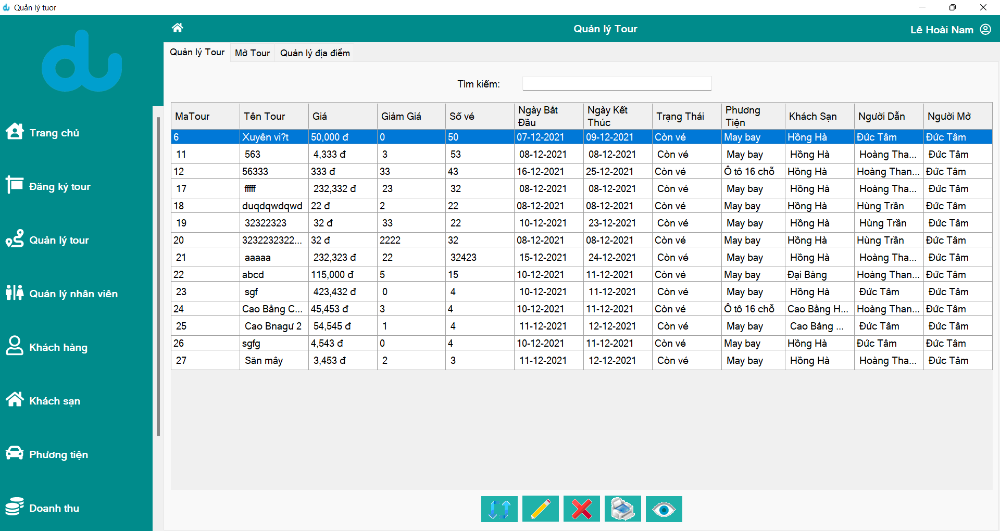 Quản lý tuor
Quản lý Tour
Lê Hoài Nam
Quản lý Tour
Mở Tour
Quản lý địa điểm
Tìm kiếm:
Trang chủ
Đăng ký tour
Quản lý tour
Quản lý nhân viên
Khách hàng
Khách sạn
Phương tiện
Doanh thu
MaTour Tên Tour Giá Giảm Giá Số vé Ngày Bắt Đầu Ngày Kết Thúc Trạng Thái Phương Tiện Khách Sạn Người Dẫn Người Mở
6 Xuyên vi?t 50,000 đ 0 50 07-12-2021 09-12-2021 Còn vé May bay Hồng Hà Đức Tâm Đức Tâm
11 563 4,333 đ 3 53 08-12-2021 08-12-2021 Còn vé May bay Hồng Hà Hoàng Tha... Đức Tâm
12 56333 333 đ 33 43 16-12-2021 25-12-2021 Còn vé Ô tô 16 chỗ Hồng Hà Hoàng Than... Đức Tâm
17 fffff 232,332 đ 23 32 08-12-2021 08-12-2021 Còn vé May bay Hồng Hà Hoàng Tha... Đức Tâm
18 duqdqwdqwd 22 đ 2 22 08-12-2021 08-12-2021 Còn vé May bay Hồng Hà Hùng Trần Đức Tâm
19 32322323 32 đ 33 22 10-12-2021 23-12-2021 Còn vé May bay Hồng Hà Hùng Trần Đức Tâm
20 3232232322... 32 đ 2222 32 08-12-2021 08-12-2021 Còn vé May bay Hồng Hà Hùng Trần Đức Tâm
21 aaaaa 232,323 đ 22 32423 15-12-2021 24-12-2021 Còn vé May bay Hồng Hà Hoàng Tha... Đức Tâm
22 abcd 115,000 đ 5 15 10-12-2021 11-12-2021 Còn vé May bay Đại Bàng Hoàng Than... Đức Tâm
23 sgf 423,432 đ 0 4 10-12-2021 11-12-2021 Còn vé May bay Hồng Hà Đức Tâm Đức Tâm
24 Cao Bằng C... 45,453 đ 3 4 10-12-2021 11-12-2021 Còn vé Ô tô 16 chỗ Cao Bằng H... Hoàng Than... Đức Tâm
25 Cao Bnagư 2 54,545 đ 1 4 11-12-2021 12-12-2021 Còn vé May bay Cao Bằng ... Đức Tâm Đức Tâm
26 sgfg 4,543 đ 0 4 10-12-2021 11-12-2021 Còn vé May bay Hồng Hà Đức Tâm Đức Tâm
27 Săn mây 3,453 đ 2 3 11-12-2021 12-12-2021 Còn vé May bay Hồng Hà Hoàng Tha... Đức Tâm